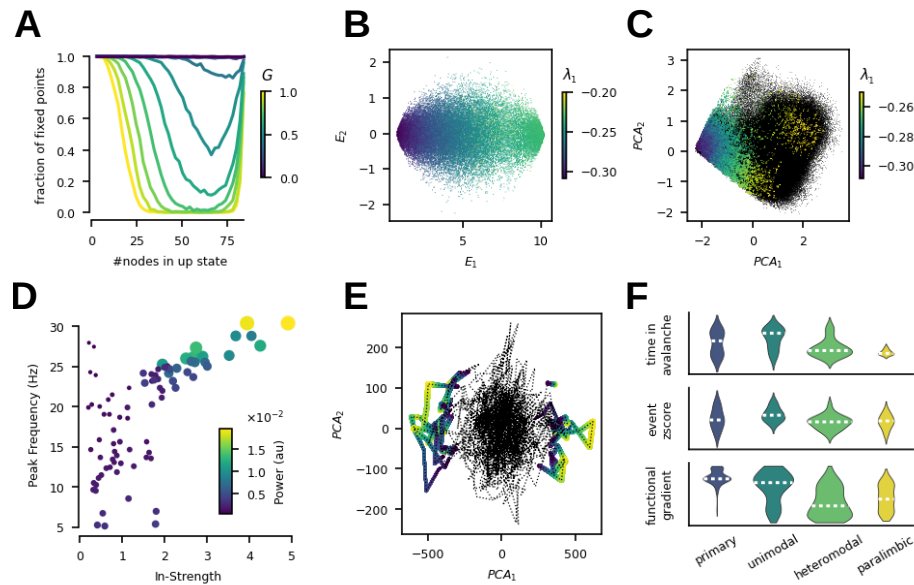 A
1.0
0.8
0.6
0.4
0.2
0.0
fraction of fixed points
0
25
50
75
#nodes in up state
G
1.0
0.5
0.0
B
2
1
0
−1
−2
E₂
5
10
E₁
λ₁
−0.20
−0.25
−0.30
C
3
2
1
0
−1
−2
PCA₂
−2
0
2
PCA₁
λ₁
−0.26
−0.28
−0.30
D
30
25
20
15
10
5
Peak Frequency (Hz)
0
1
2
3
4
5
In-Strength
×10⁻²
1.5
1.0
0.5
Power (au)
E
200
100
0
−100
−200
PCA₂
−500
0
500
PCA₁
F
time in
avalanche
event
zscore
functional
gradient
primary
unimodal
heteromodal
paralimbic